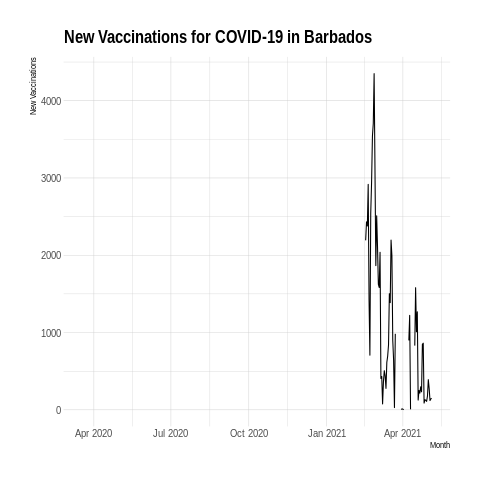 New Vaccinations for COVID-19 in Barbados
New Vaccinations
4000
3000
2000
1000
0
Apr 2020 Jul 2020 Oct 2020 Jan 2021 Apr 2021
Month